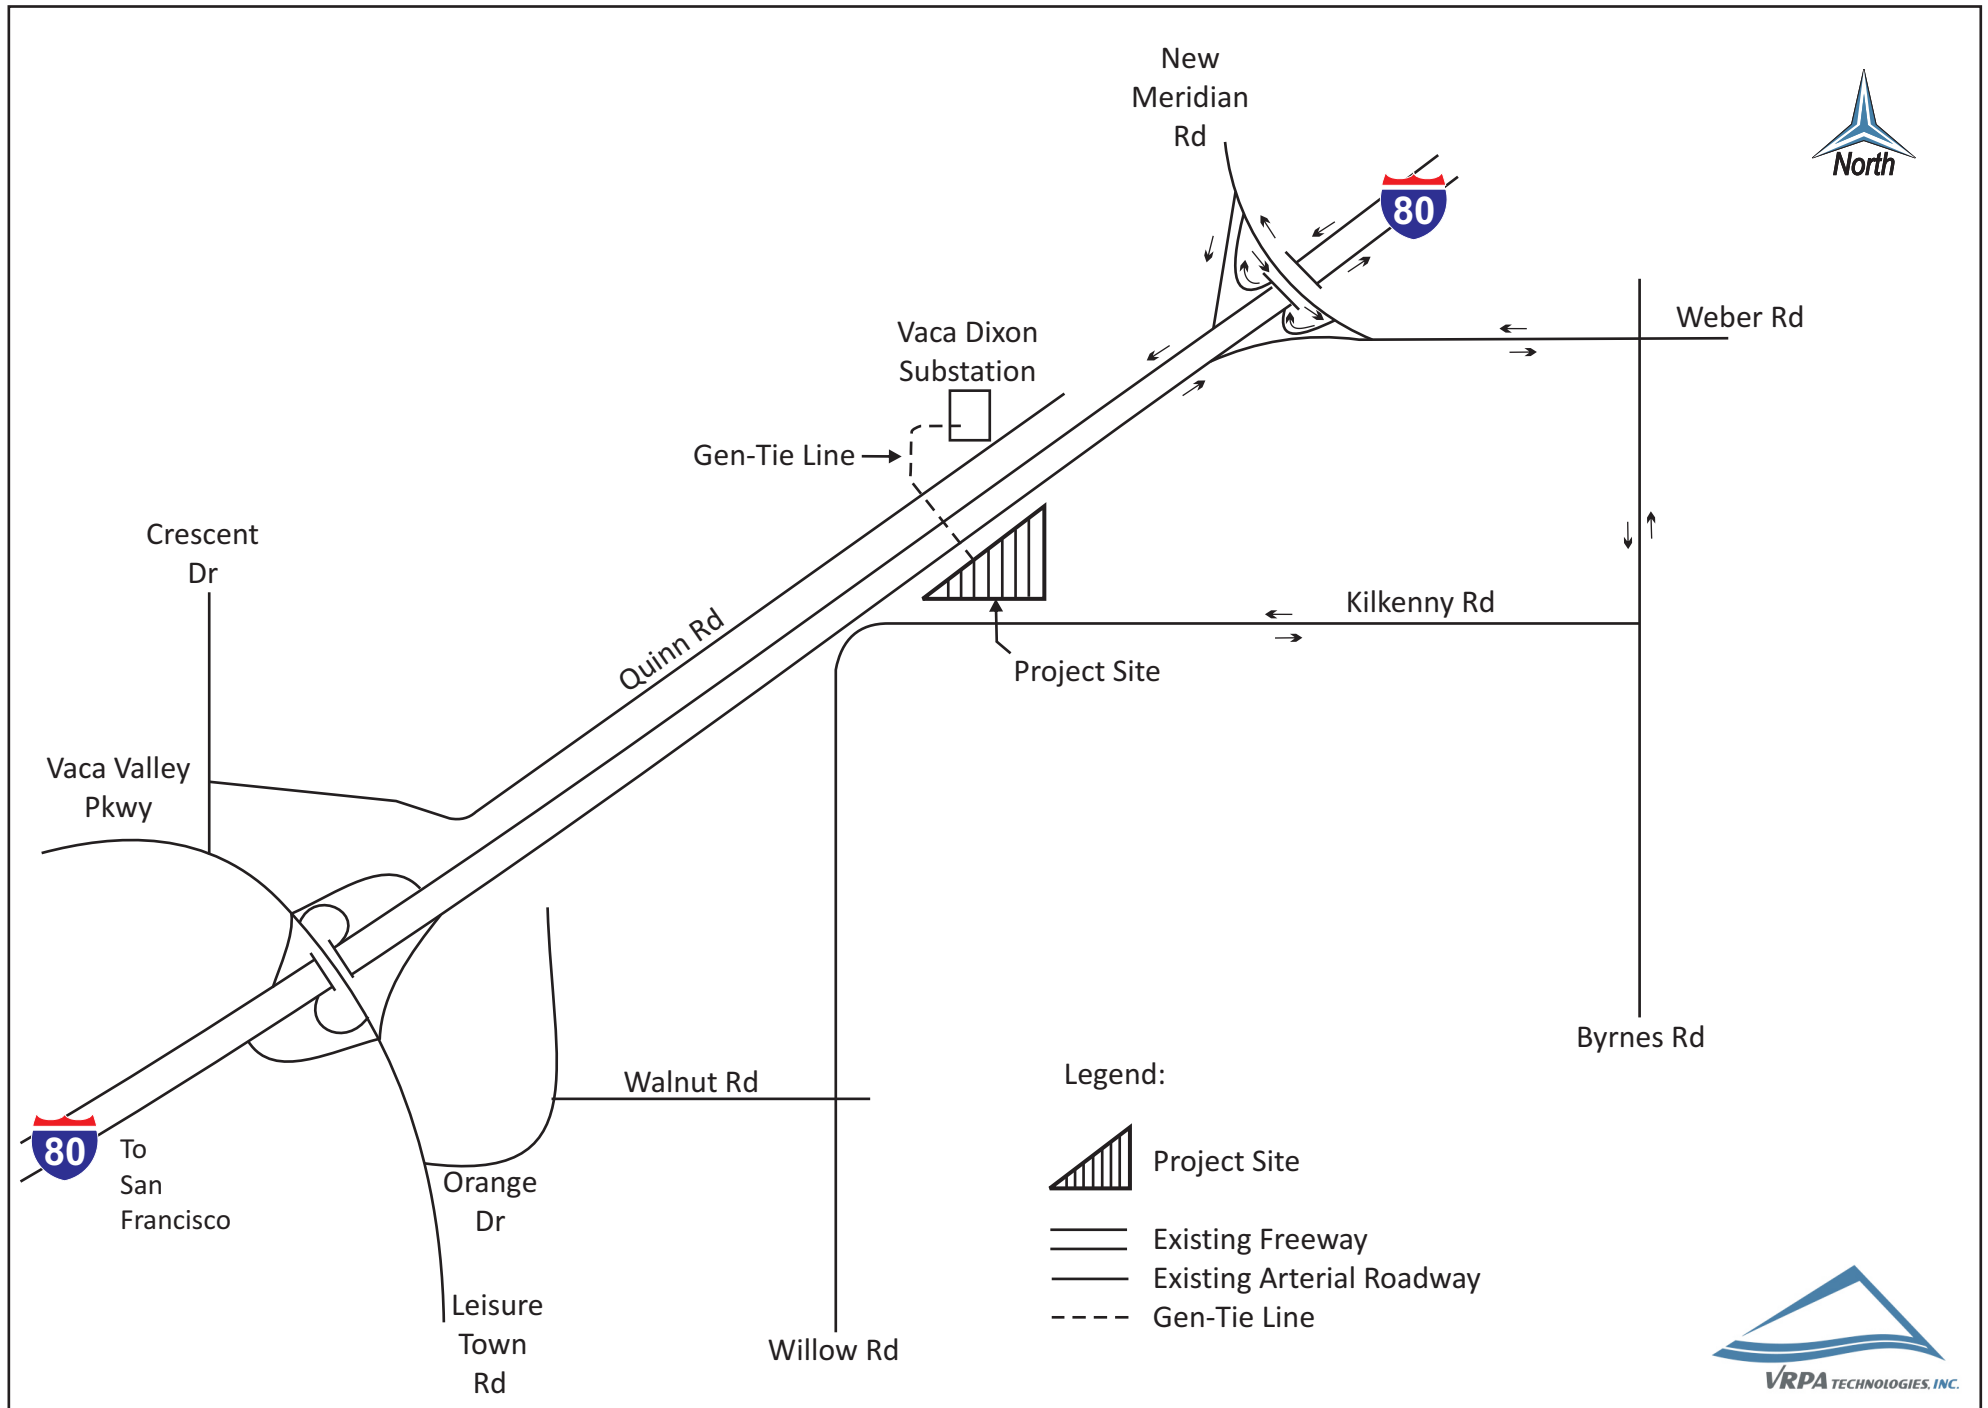 New
Meridian
Rd
North
80
Weber Rd
Vaca Dixon
Substation
Gen-Tie Line
Crescent
Dr
Kilkenny Rd
Quinn Rd
Project Site
Vaca Valley
Pkwy
Byrnes Rd
Walnut Rd
80
To
San
Francisco
Orange
Dr
Leisure
Town
Rd
Willow Rd
Legend:
Project Site
Existing Freeway
Existing Arterial Roadway
Gen-Tie Line
VRPA TECHNOLOGIES, INC.